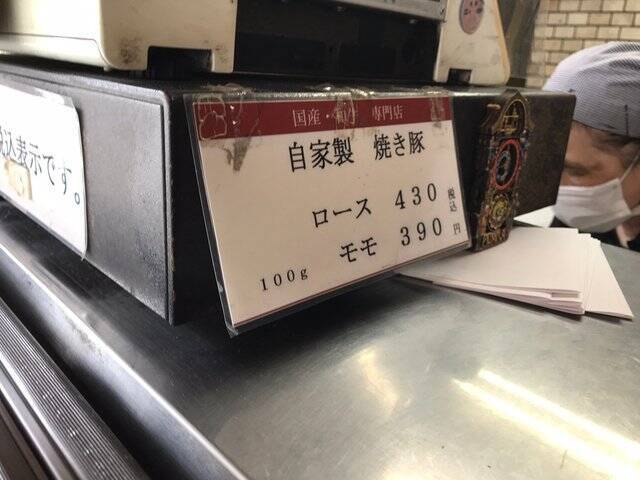 国産 和牛 専門店
自家製 焼き豚
ロース 430 税込
モモ 390 円
100g
込表示です。